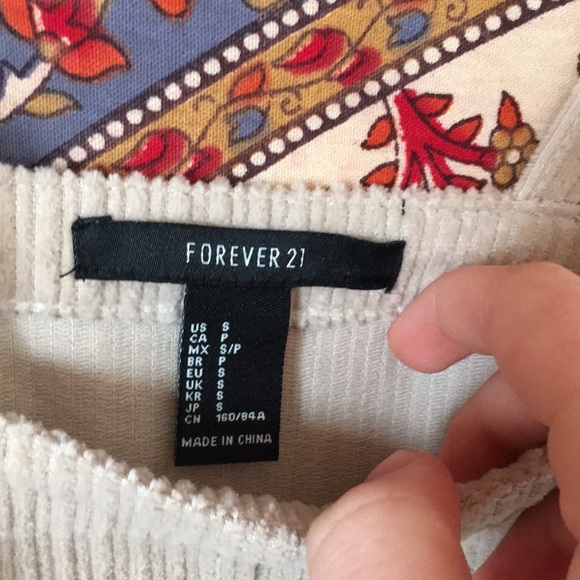 FOREVER 21
US S
CA P
MX S/P
BR P
EU S
UK S
KR S
JP S
CN 160/84A
MADE IN CHINA